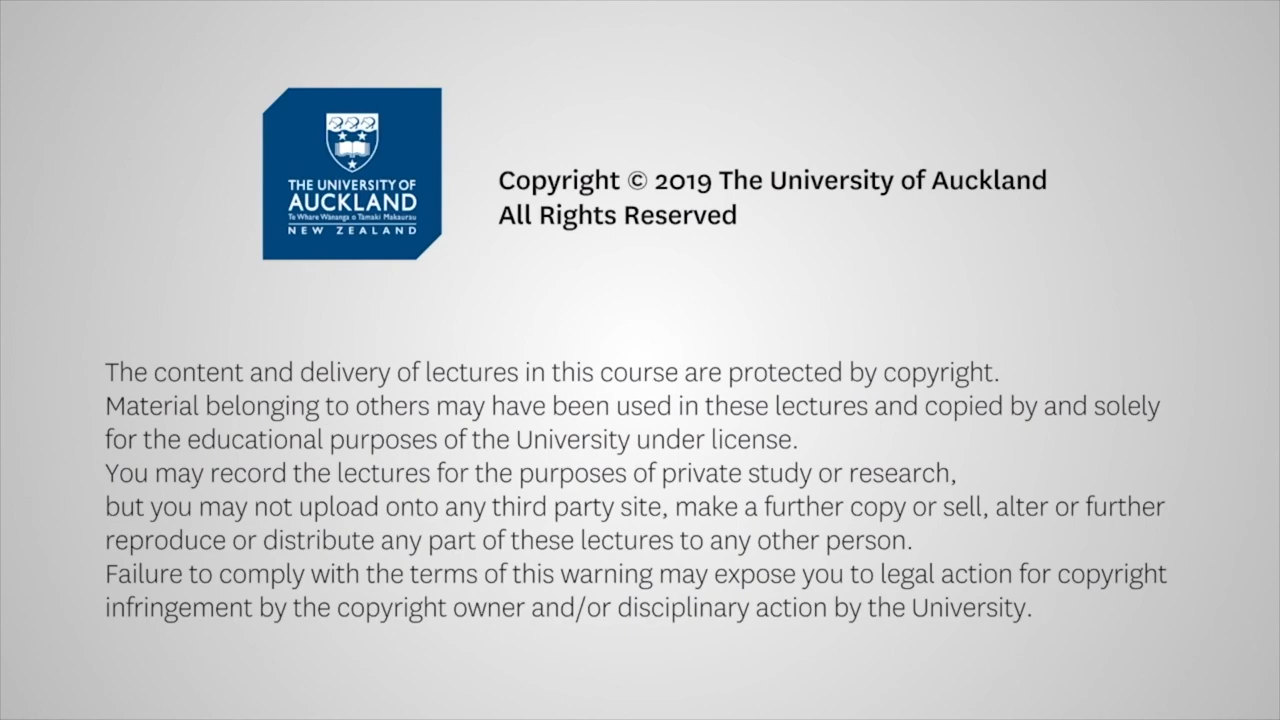 THE UNIVERSITY OF
AUCKLAND
Te Whare Wānanga o Tāmaki Makaurau
NEW ZEALAND
Copyright © 2019 The University of Auckland
All Rights Reserved
The content and delivery of lectures in this course are protected by copyright.
Material belonging to others may have been used in these lectures and copied by and solely
for the educational purposes of the University under license.
You may record the lectures for the purposes of private study or research,
but you may not upload onto any third party site, make a further copy or sell, alter or further
reproduce or distribute any part of these lectures to any other person.
Failure to comply with the terms of this warning may expose you to legal action for copyright
infringement by the copyright owner and/or disciplinary action by the University.